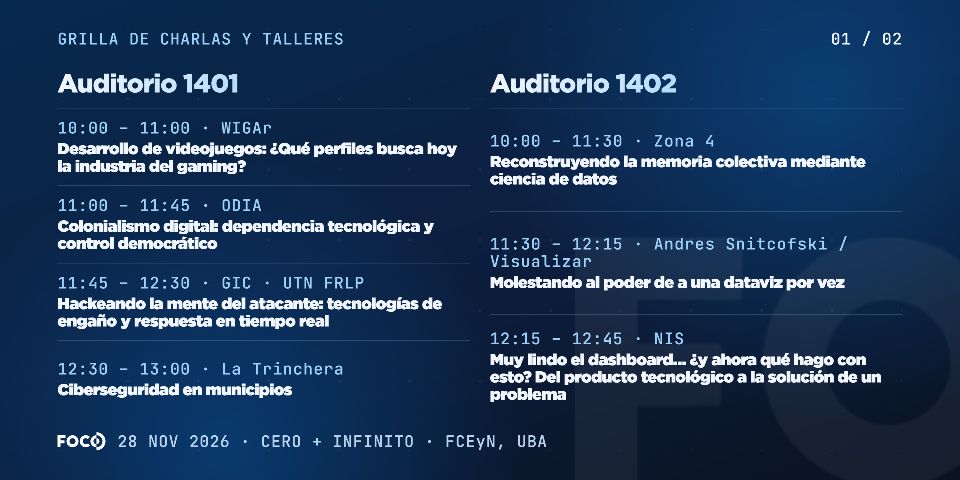 GRILLA DE CHARLAS Y TALLERES
01 / 02
Auditorio 1401
10:00 – 11:00 · WIGAr
Desarrollo de videojuegos: ¿Qué perfiles busca hoy
la industria del gaming?
11:00 – 11:45 · ODIA
Colonialismo digital: dependencia tecnológica y
control democrático
11:45 – 12:30 · GIC · UTN FRLP
Hackeando la mente del atacante: tecnologías de
engaño y respuesta en tiempo real
12:30 – 13:00 · La Trinchera
Ciberseguridad en municipios
Auditorio 1402
10:00 – 11:30 · Zona 4
Reconstruyendo la memoria colectiva mediante
ciencia de datos
11:30 – 12:15 · Andres Snitcofski /
Visualizar
Molestando al poder de a una dataviz por vez
12:15 – 12:45 · NIS
Muy lindo el dashboard... ¿y ahora qué hago con
esto? Del producto tecnológico a la solución de un
problema
FOCO 28 NOV 2026 · CERO + INFINITO · FCEyN, UBA
FO